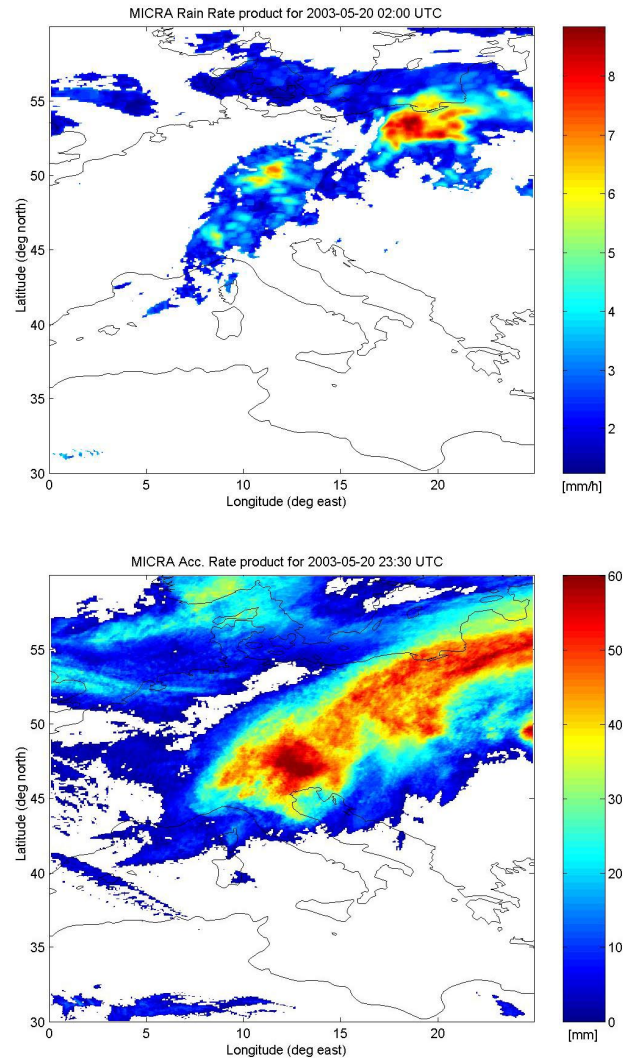 MICRA Rain Rate product for 2003-05-20 02:00 UTC
55
50
45
40
35
30
Latitude (deg north)
0 5 10 15 20
Longitude (deg east)
8
7
6
5
4
3
2
[mm/h]
MICRA Acc. Rate product for 2003-05-20 23:30 UTC
55
50
45
40
35
30
Latitude (deg north)
0 5 10 15 20
Longitude (deg east)
60
50
40
30
20
10
0
[mm]